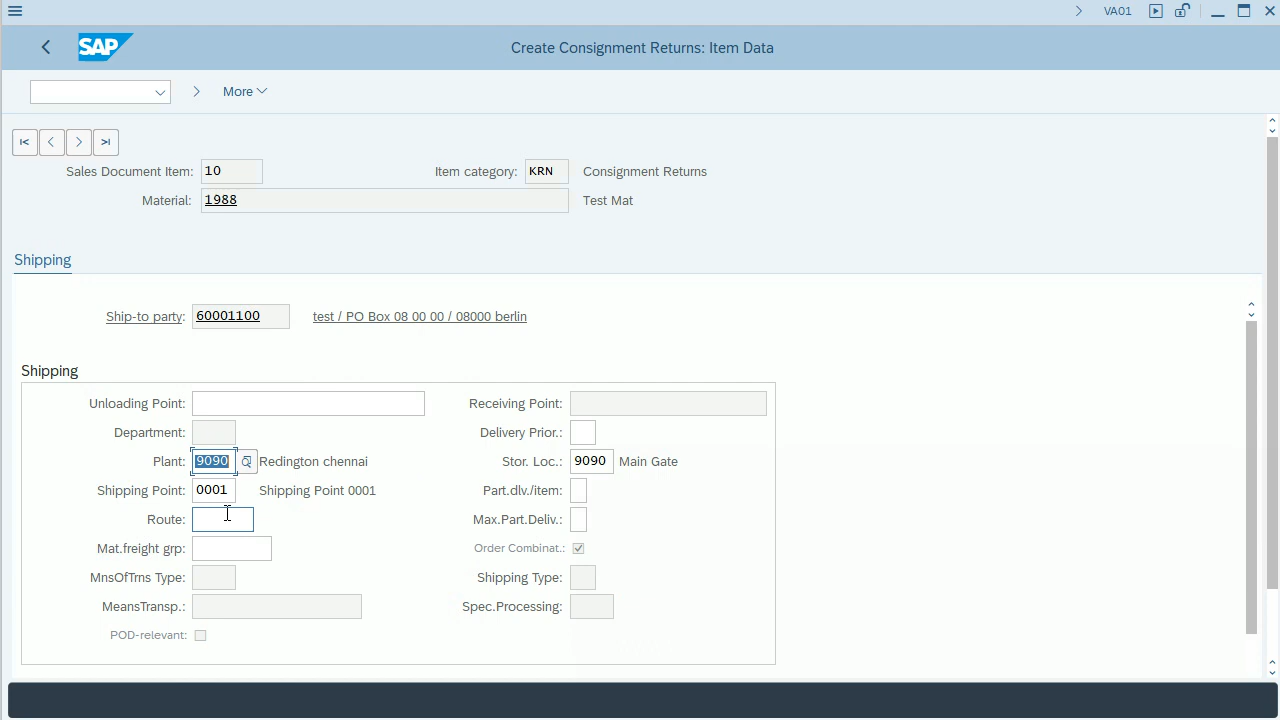 VA01
SAP
Create Consignment Returns: Item Data
More
Sales Document Item: 10 Item category: KRN Consignment Returns
Material: 1988 Test Mat
Shipping
Ship-to party: 60001100 test / PO Box 08 00 00 / 08000 berlin
Shipping
Unloading Point: Receiving Point:
Department: Delivery Prior.:
Plant: 9090 Redington chennai Stor. Loc.: 9090 Main Gate
Shipping Point: 0001 Shipping Point 0001 Part.dlv./item:
Route: Max.Part.Deliv.:
Mat.freight grp: Order Combinat.:
MnsOfTrns Type: Shipping Type:
MeansTransp.: Spec.Processing:
POD-relevant: